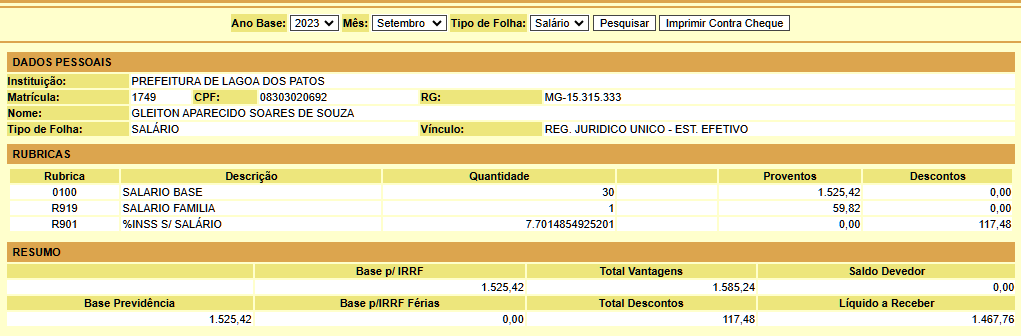 Ano Base: 2023 Mês: Setembro Tipo de Folha: Salário Pesquisar Imprimir Contra Cheque
DADOS PESSOAIS
Instituição: PREFEITURA DE LAGOA DOS PATOS
Matrícula: 1749 CPF: 08303020692 RG: MG-15.315.333
Nome: GLEITON APARECIDO SOARES DE SOUZA
Tipo de Folha: SALÁRIO Vínculo: REG. JURIDICO UNICO - EST. EFETIVO
RUBRICAS
Rubrica Descrição Quantidade Proventos Descontos
0100 SALARIO BASE 30 1.525,42 0,00
R919 SALARIO FAMILIA 1 59,82 0,00
R901 %INSS S/ SALÁRIO 7.7014854925201 0,00 117,48
RESUMO
Base p/ IRRF Total Vantagens Saldo Devedor
1.525,42 1.585,24 0,00
Base Previdência Base p/IRRF Férias Total Descontos Líquido a Receber
1.525,42 0,00 117,48 1.467,76